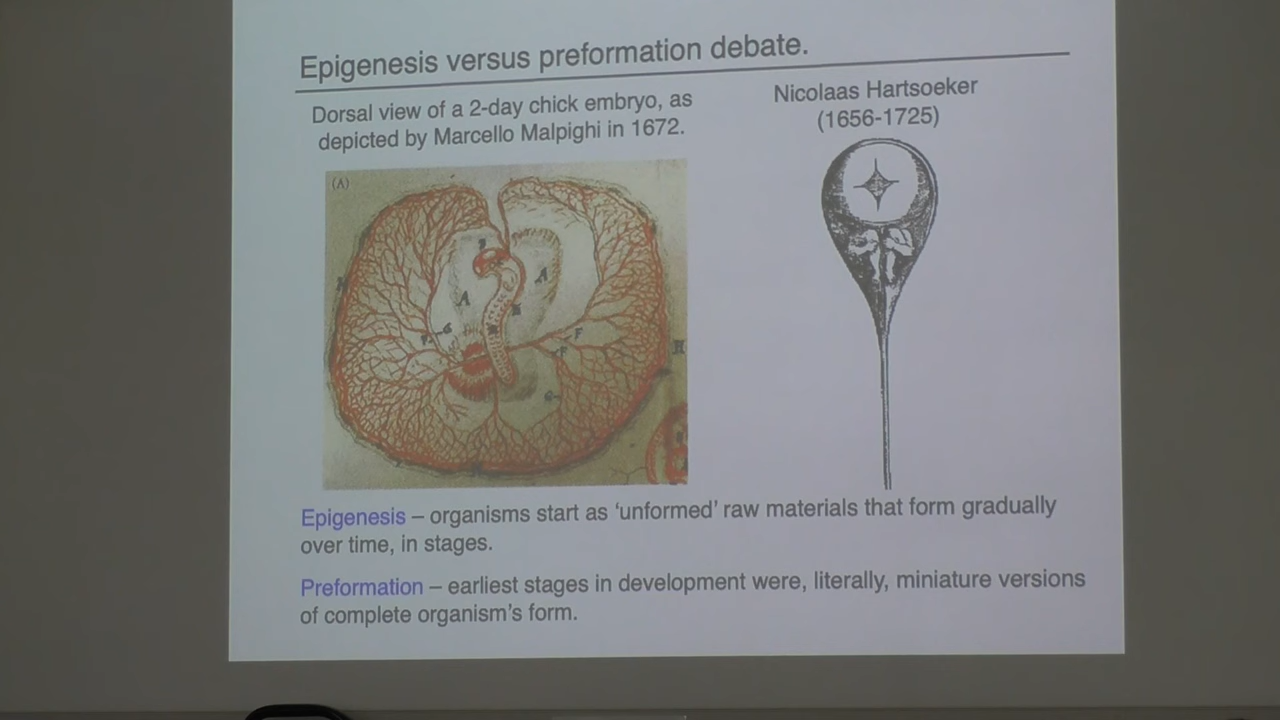 Epigenesis versus preformation debate.
Dorsal view of a 2-day chick embryo, as
depicted by Marcello Malpighi in 1672.
Nicolaas Hartsoeker
(1656-1725)
(A)
A
A
F
F
H
Epigenesis – organisms start as ‘unformed’ raw materials that form gradually
over time, in stages.
Preformation – earliest stages in development were, literally, miniature versions
of complete organism’s form.